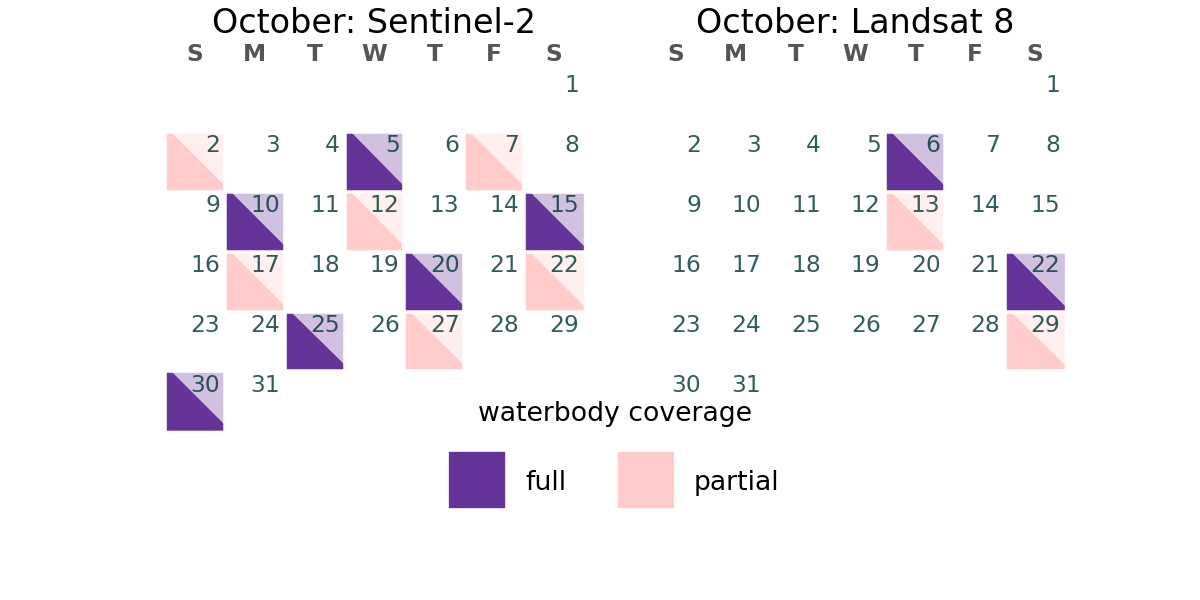 October: Sentinel-2
S M T W T F S
1
2 3 4 5 6 7 8
9 10 11 12 13 14 15
16 17 18 19 20 21 22
23 24 25 26 27 28 29
30 31
October: Landsat 8
S M T W T F S
1
2 3 4 5 6 7 8
9 10 11 12 13 14 15
16 17 18 19 20 21 22
23 24 25 26 27 28 29
30 31
waterbody coverage
full
partial